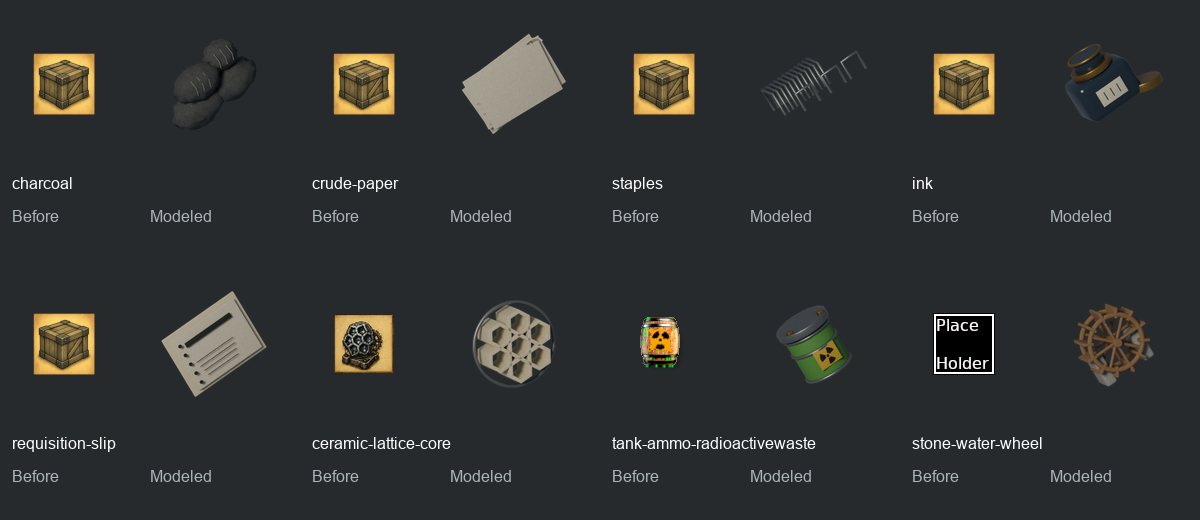 charcoal
Before Modeled
crude-paper
Before Modeled
staples
Before Modeled
ink
Before Modeled
requisition-slip
Before Modeled
ceramic-lattice-core
Before Modeled
tank-ammo-radioactivewaste
Before Modeled
Place
Holder
stone-water-wheel
Before Modeled